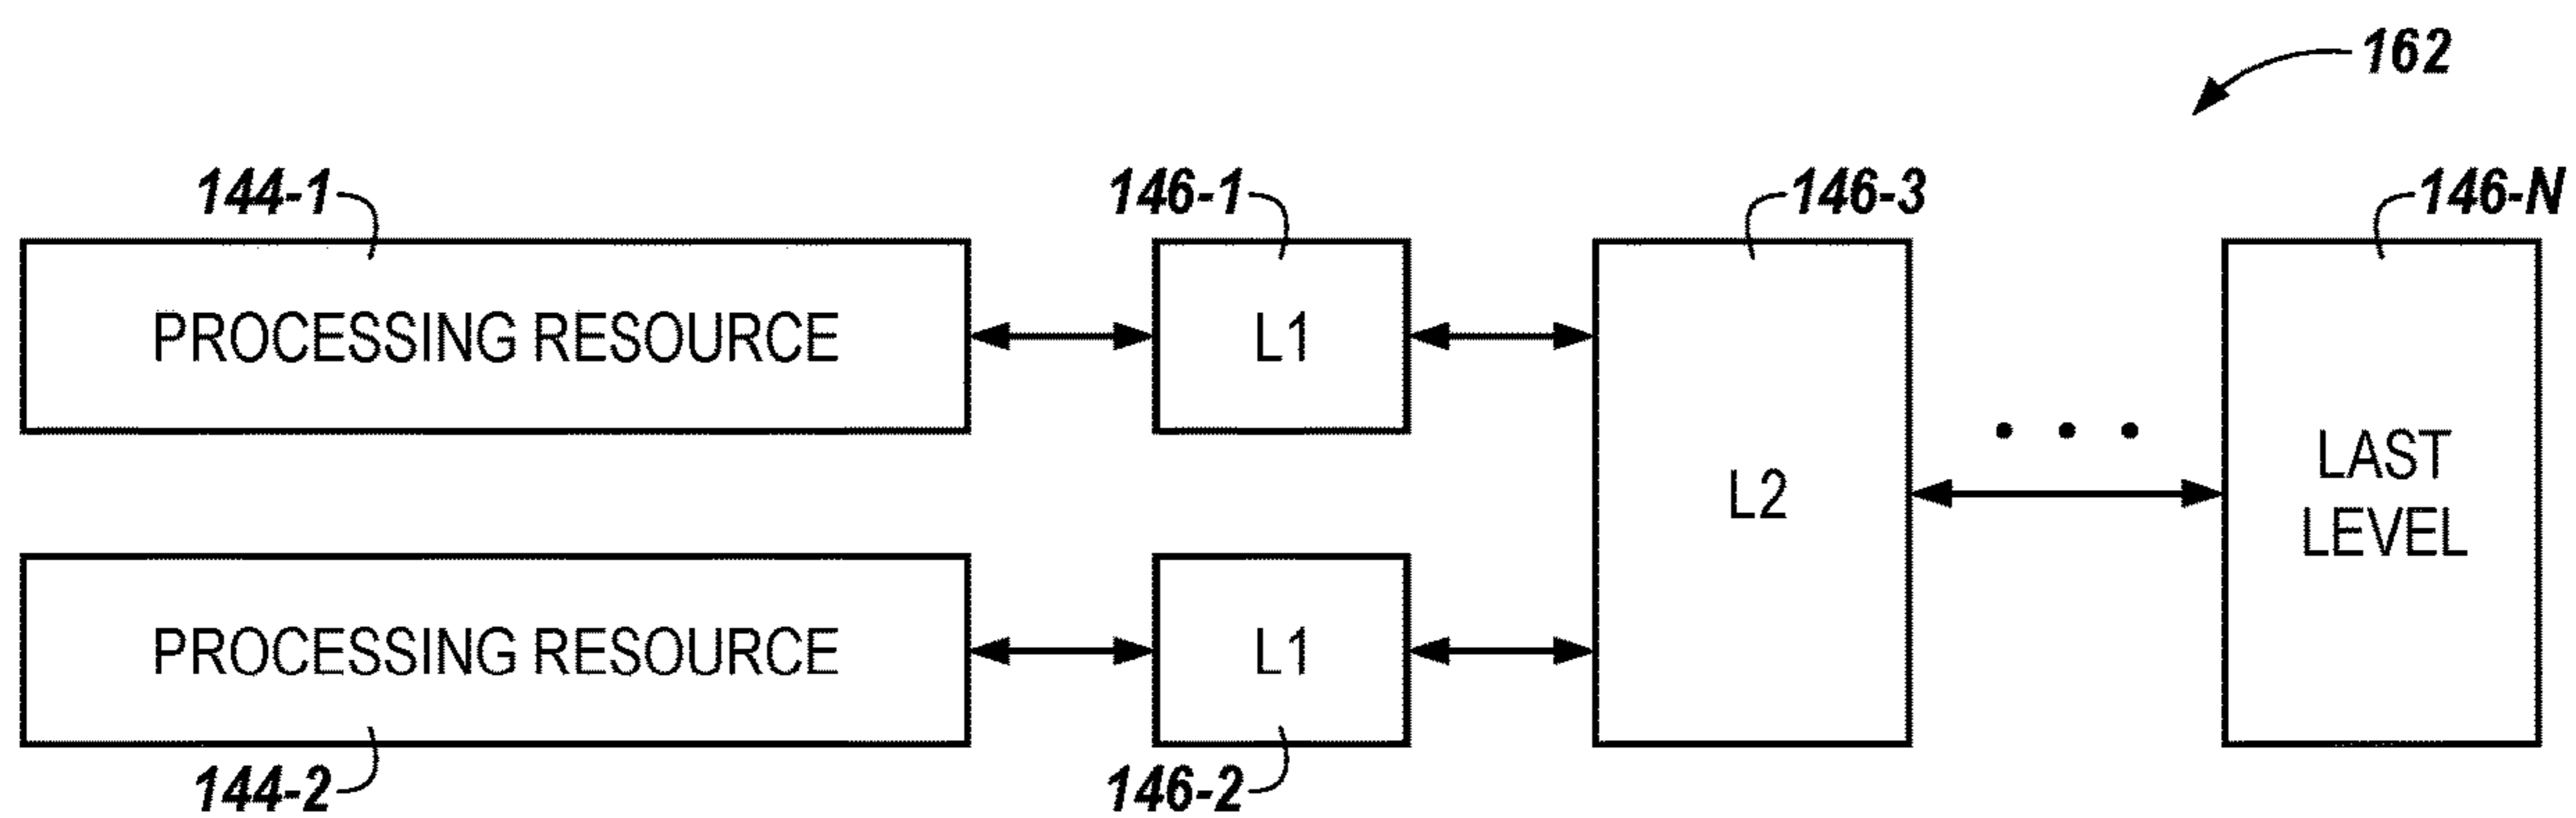 162
144-1
146-1
146-3
146-N
PROCESSING RESOURCE
L1
L2
LAST
LEVEL
PROCESSING RESOURCE
L1
144-2
146-2